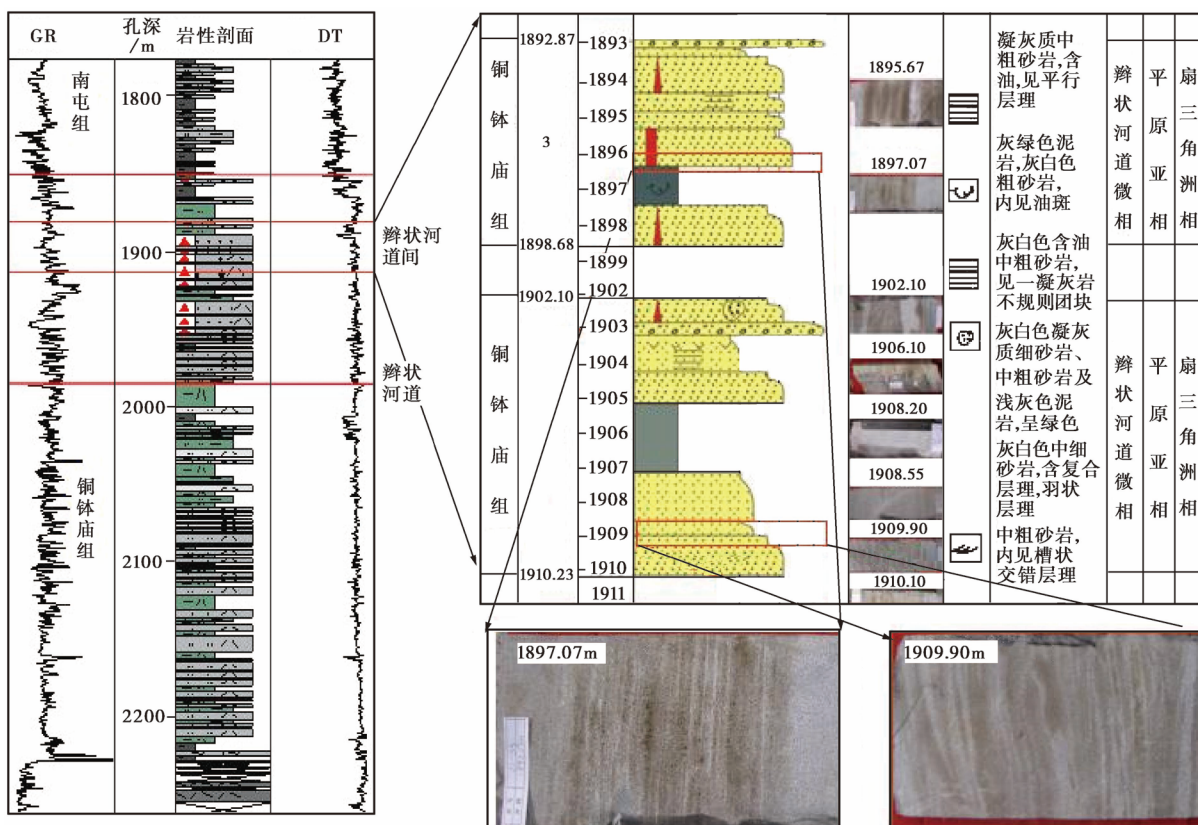 GR
孔深
/m
岩性剖面
DT
南屯组
铜钵庙组
1800
1900
2000
2100
2200
辫状河
道间
辫状
河道
1892.87
铜钵庙组
1898.68
1902.10
铜钵庙组
1910.23
3
1893
1894
1895
1896
1897
1898
1899
1902
1903
1904
1905
1906
1907
1908
1909
1910
1911
1895.67
1897.07
1902.10
1906.10
1908.20
1908.55
1909.90
1910.10
凝灰质中
粗砂岩,含
油,见平行
层理
灰绿色泥
岩,灰白色
粗砂岩,
内见油斑
灰白色含油
中粗砂岩,
见一凝灰岩
不规则团块
灰白色凝灰
质细砂岩、
中粗砂岩及
浅灰色泥
岩,呈绿色
灰白色中细
砂岩,含复合
层理,羽状
层理
中粗砂岩,
内见槽状
交错层理
辫状河道微相
平原亚相
扇三角洲相
辫状河道微相
平原亚相
扇三角洲相
1897.07m
1909.90m